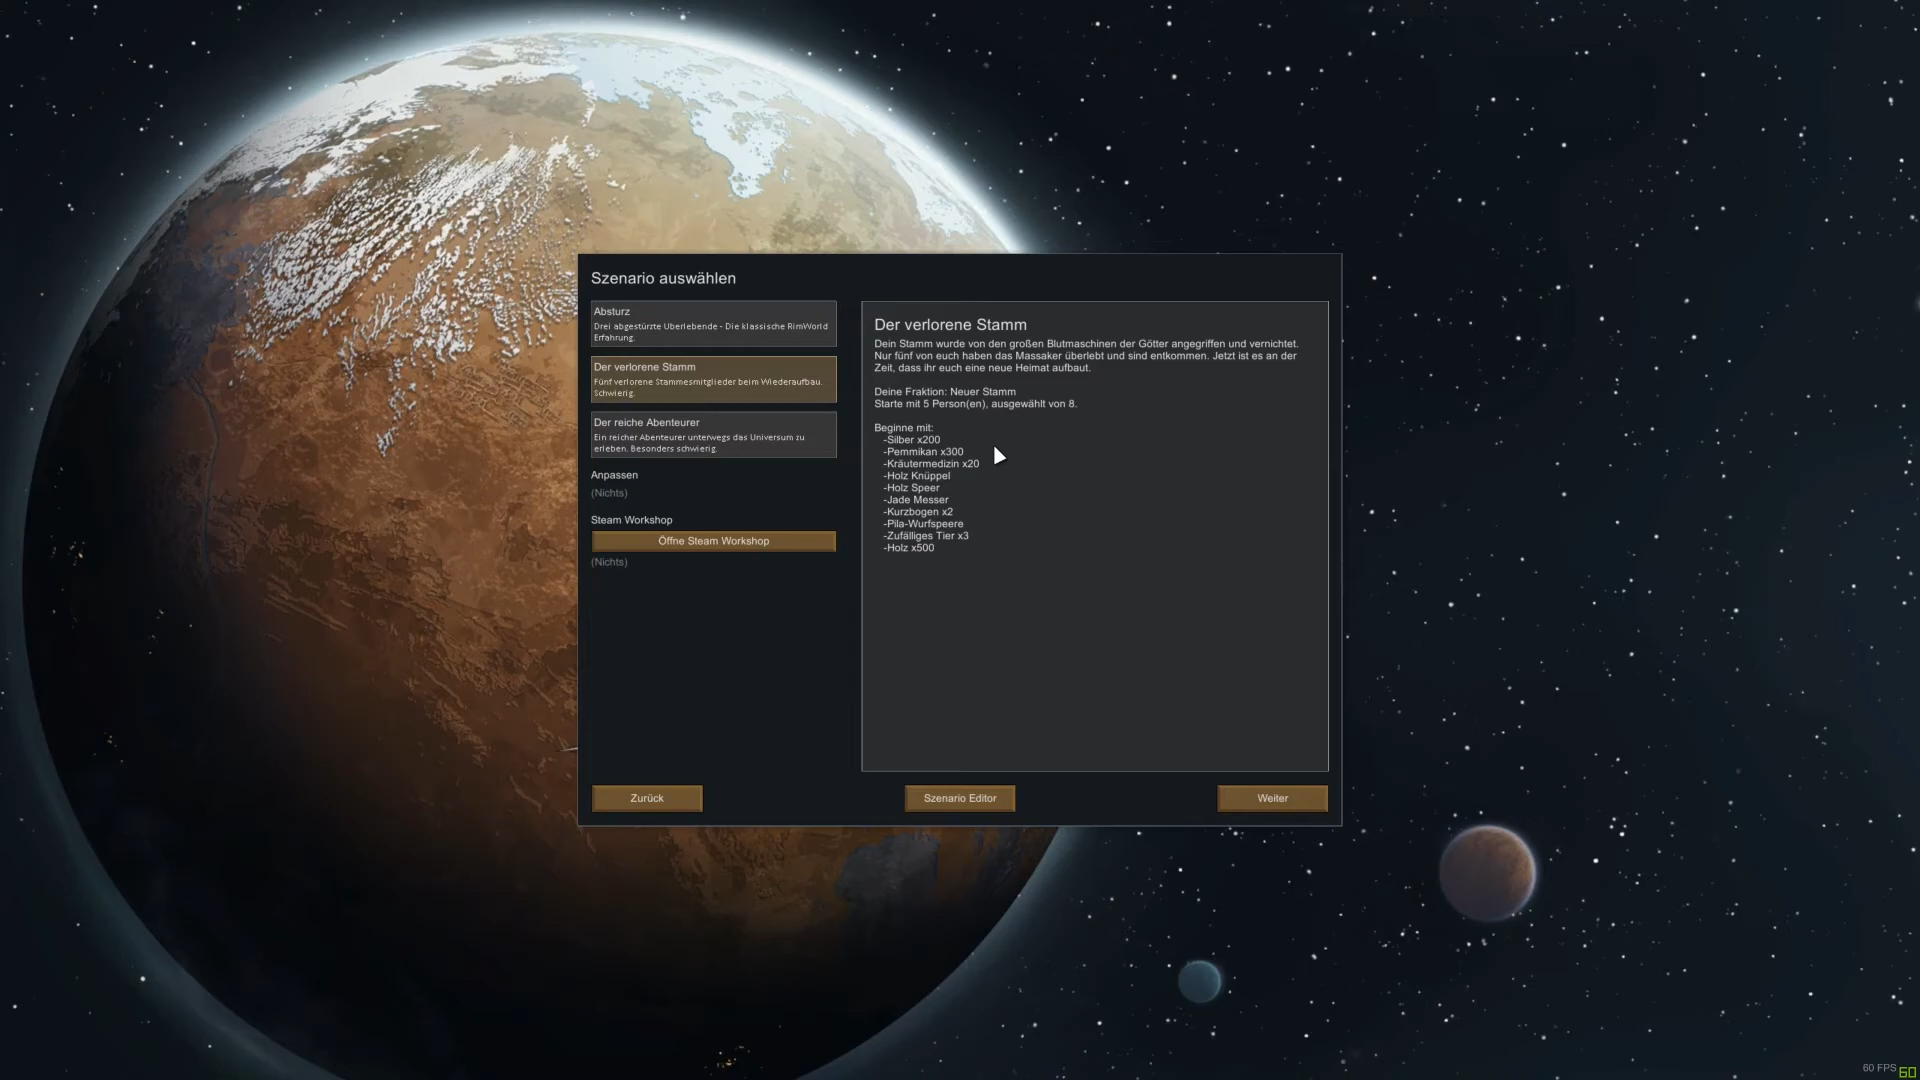 Szenario auswählen
Absturz
Drei abgestürzte Überlebende - Die klassische RimWorld
Erfahrung.
Der verlorene Stamm
Fünf verlorene Stammesmitglieder beim Wiederaufbau.
Schwierig.
Der reiche Abenteurer
Ein reicher Abenteurer unterwegs das Universum zu
erleben. Besonders schwierig.
Anpassen
(Nichts)
Steam Workshop
Öffne Steam Workshop
(Nichts)
Der verlorene Stamm
Dein Stamm wurde von den großen Blutmaschinen der Götter angegriffen und vernichtet.
Nur fünf von euch haben das Massaker überlebt und sind entkommen. Jetzt ist es an der
Zeit, dass ihr euch eine neue Heimat aufbaut.
Deine Fraktion: Neuer Stamm
Starte mit 5 Person(en), ausgewählt von 8.
Beginne mit:
-Silber x200
-Pemmikan x300
-Kräutermedizin x20
-Holz Knüppel
-Holz Speer
-Jade Messer
-Kurzbogen x2
-Pila-Wurfspeere
-Zufälliges Tier x3
-Holz x500
Zurück
Szenario Editor
Weiter
60 FPS
60